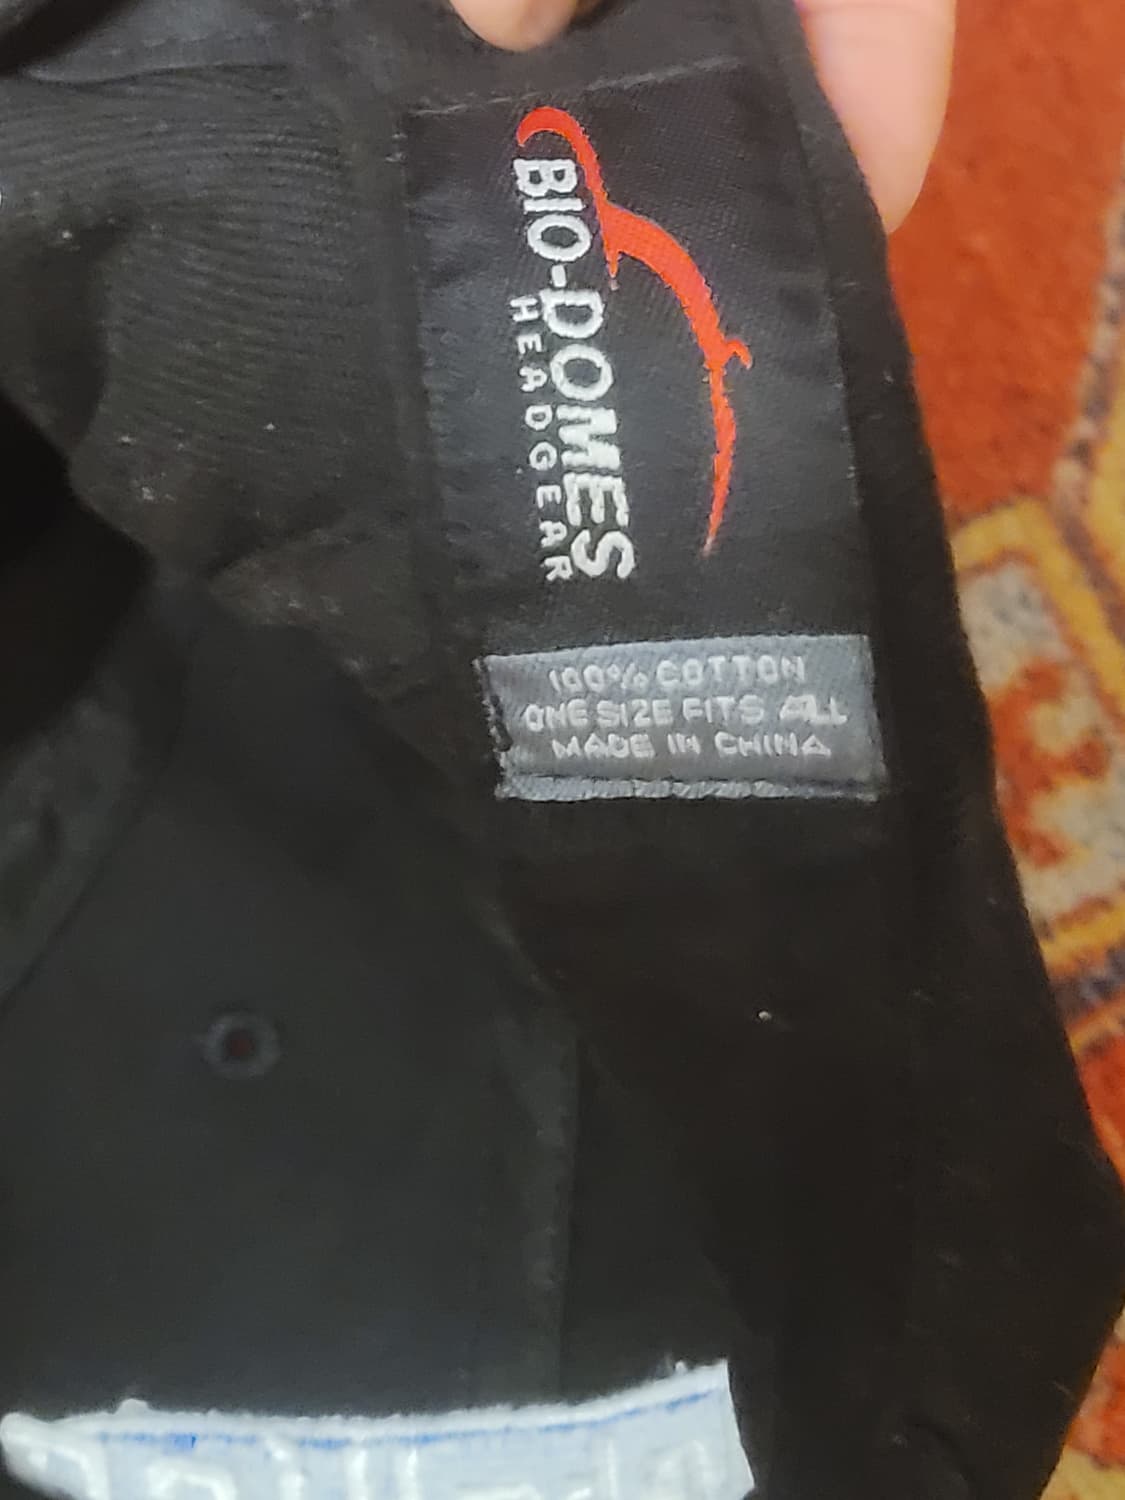 BIO-DOMES
HEADGEAR
100% COTTON
ONE SIZE FITS ALL
MADE IN CHINA